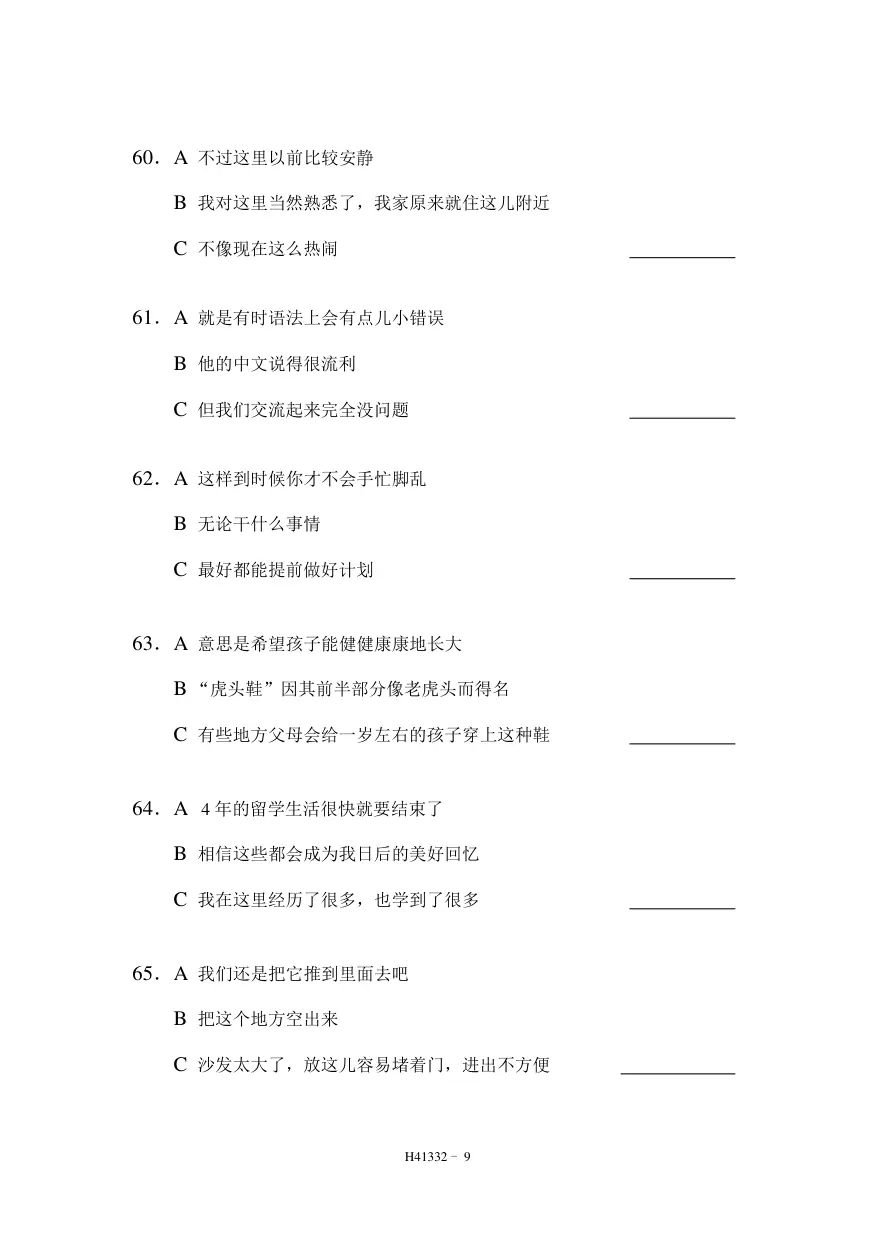 60．A 不过这里以前比较安静
B 我对这里当然熟悉了，我家原来就住这儿附近
C 不像现在这么热闹
61．A 就是有时语法上会有点儿小错误
B 他的中文说得很流利
C 但我们交流起来完全没问题
62．A 这样到时候你才不会手忙脚乱
B 无论干什么事情
C 最好都能提前做好计划
63．A 意思是希望孩子能健健康康地长大
B “虎头鞋”因其前半部分像老虎头而得名
C 有些地方父母会给一岁左右的孩子穿上这种鞋
64．A 4 年的留学生活很快就要结束了
B 相信这些都会成为我日后的美好回忆
C 我在这里经历了很多，也学到了很多
65．A 我们还是把它推到里面去吧
B 把这个地方空出来
C 沙发太大了，放这儿容易堵着门，进出不方便
H41332﹣ 9